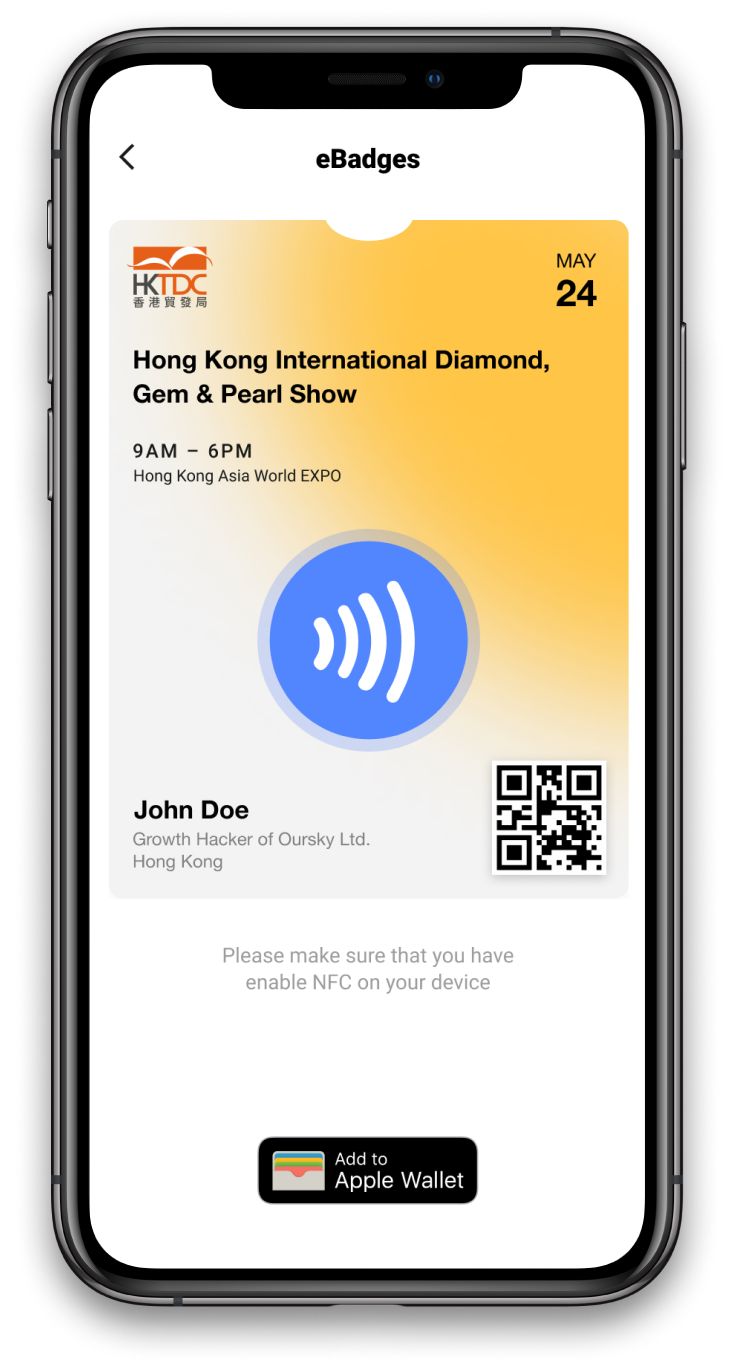 eBadges
HKTDC
香港貿發局
MAY
24
Hong Kong International Diamond,
Gem & Pearl Show
9AM – 6PM
Hong Kong Asia World EXPO
John Doe
Growth Hacker of Oursky Ltd.
Hong Kong
Please make sure that you have
enable NFC on your device
Add to
Apple Wallet